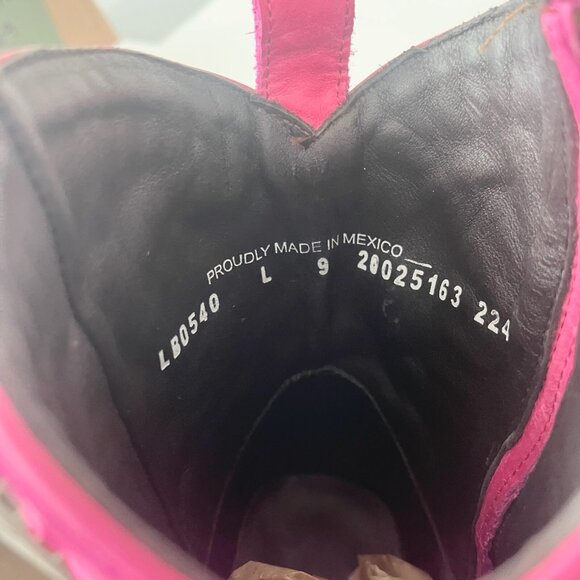 PROUDLY MADE IN MEXICO
LB0540 L 9 20025163 224